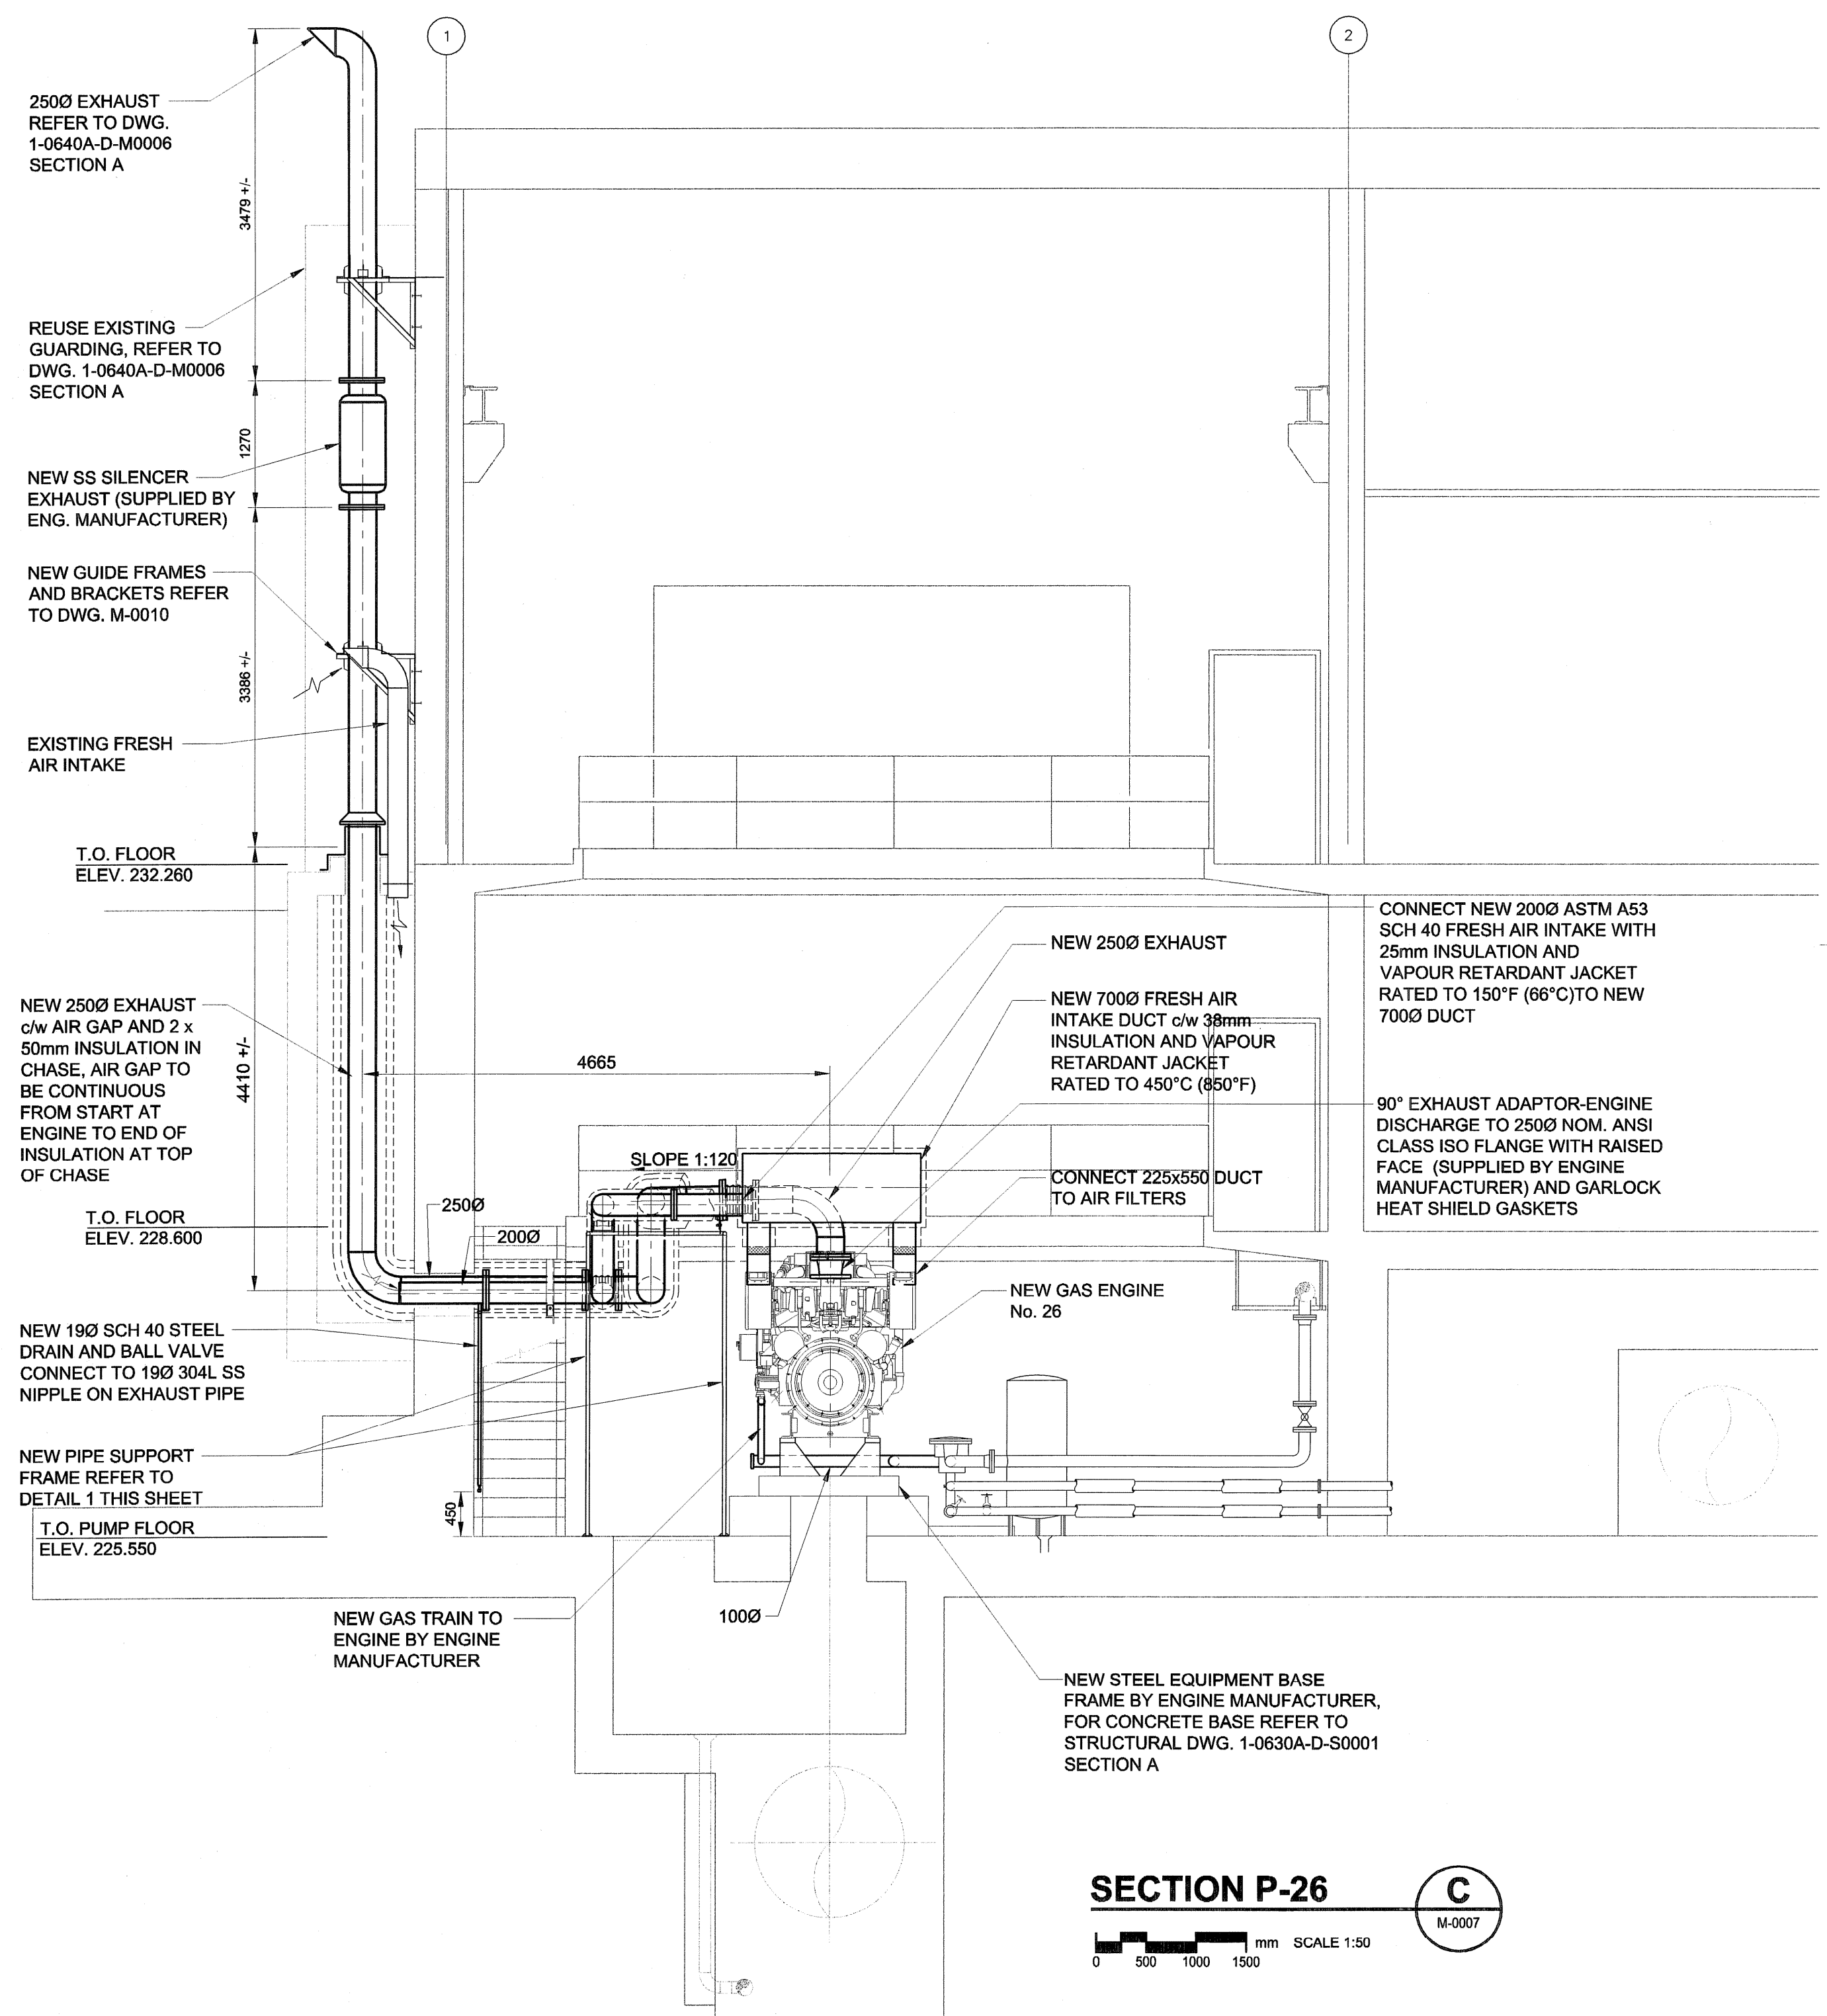 1
2
250Ø EXHAUST
REFER TO DWG.
1-0640A-D-M0006
SECTION A
3479 +/-
REUSE EXISTING
GUARDING, REFER TO
DWG. 1-0640A-D-M0006
SECTION A
1270
NEW SS SILENCER
EXHAUST (SUPPLIED BY
ENG. MANUFACTURER)
NEW GUIDE FRAMES
AND BRACKETS REFER
TO DWG. M-0010
3386 +/-
EXISTING FRESH
AIR INTAKE
T.O. FLOOR
ELEV. 232.260
NEW 250Ø EXHAUST
c/w AIR GAP AND 2 x
50mm INSULATION IN
CHASE, AIR GAP TO
BE CONTINUOUS
FROM START AT
ENGINE TO END OF
INSULATION AT TOP
OF CHASE
4410 +/-
4665
NEW 250Ø EXHAUST
NEW 700Ø FRESH AIR
INTAKE DUCT c/w 38mm
INSULATION AND VAPOUR
RETARDANT JACKET
RATED TO 450°C (850°F)
CONNECT NEW 200Ø ASTM A53
SCH 40 FRESH AIR INTAKE WITH
25mm INSULATION AND
VAPOUR RETARDANT JACKET
RATED TO 150°F (66°C)TO NEW
700Ø DUCT
90° EXHAUST ADAPTOR-ENGINE
DISCHARGE TO 250Ø NOM. ANSI
CLASS ISO FLANGE WITH RAISED
FACE (SUPPLIED BY ENGINE
MANUFACTURER) AND GARLOCK
HEAT SHIELD GASKETS
SLOPE 1:120
CONNECT 225x550 DUCT
TO AIR FILTERS
250Ø
200Ø
T.O. FLOOR
ELEV. 228.600
NEW GAS ENGINE
No. 26
NEW 19Ø SCH 40 STEEL
DRAIN AND BALL VALVE
CONNECT TO 19Ø 304L SS
NIPPLE ON EXHAUST PIPE
NEW PIPE SUPPORT
FRAME REFER TO
DETAIL 1 THIS SHEET
450
T.O. PUMP FLOOR
ELEV. 225.550
NEW GAS TRAIN TO
ENGINE BY ENGINE
MANUFACTURER
100Ø
NEW STEEL EQUIPMENT BASE
FRAME BY ENGINE MANUFACTURER,
FOR CONCRETE BASE REFER TO
STRUCTURAL DWG. 1-0630A-D-S0001
SECTION A
SECTION P-26
C
M-0007
mm SCALE 1:50
0 500 1000 1500